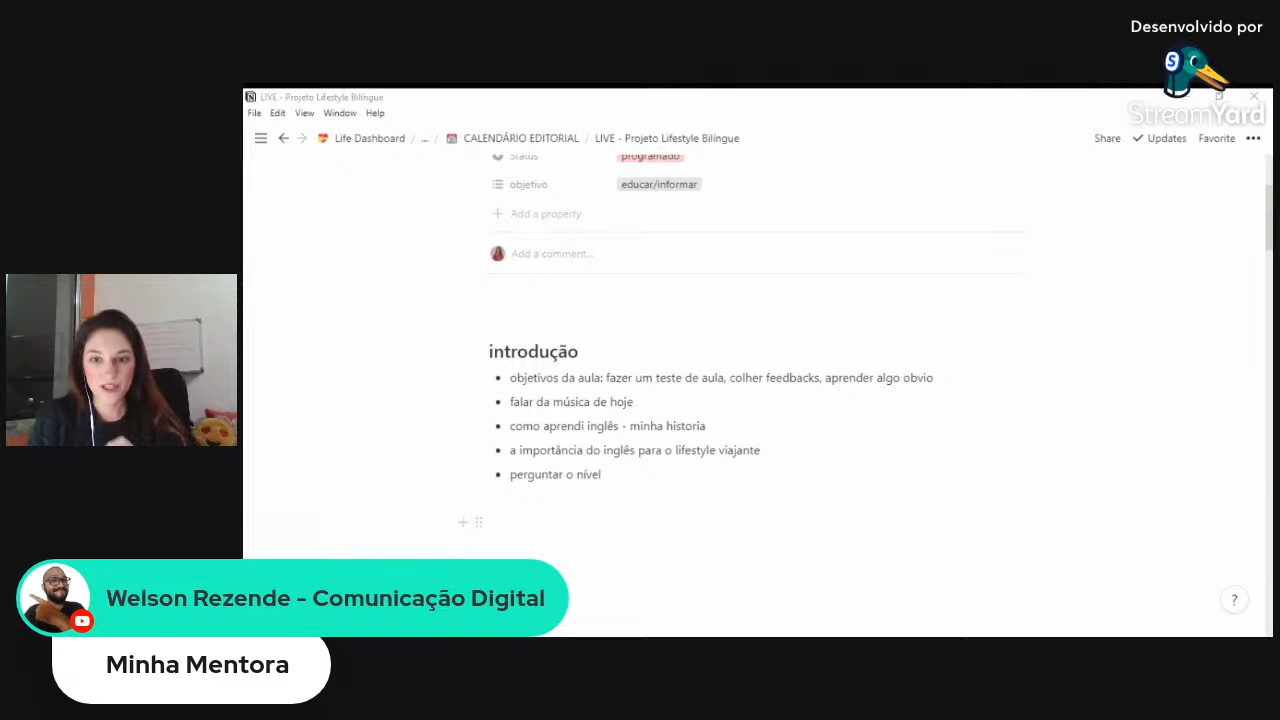 Desenvolvido por
StreamYard
LIVE - Projeto Lifestyle Bilíngue
File Edit View Window Help
Life Dashboard / ... / CALENDÁRIO EDITORIAL / LIVE - Projeto Lifestyle Bilíngue
Share Updates Favorite •••
Status programado
objetivo educar/informar
Add a property
Add a comment...
introdução
• objetivos da aula: fazer um teste de aula, colher feedbacks, aprender algo obvio
• falar da música de hoje
• como aprendi inglês - minha historia
• a importância do inglês para o lifestyle viajante
• perguntar o nível
?
Welson Rezende - Comunicação Digital
Minha Mentora